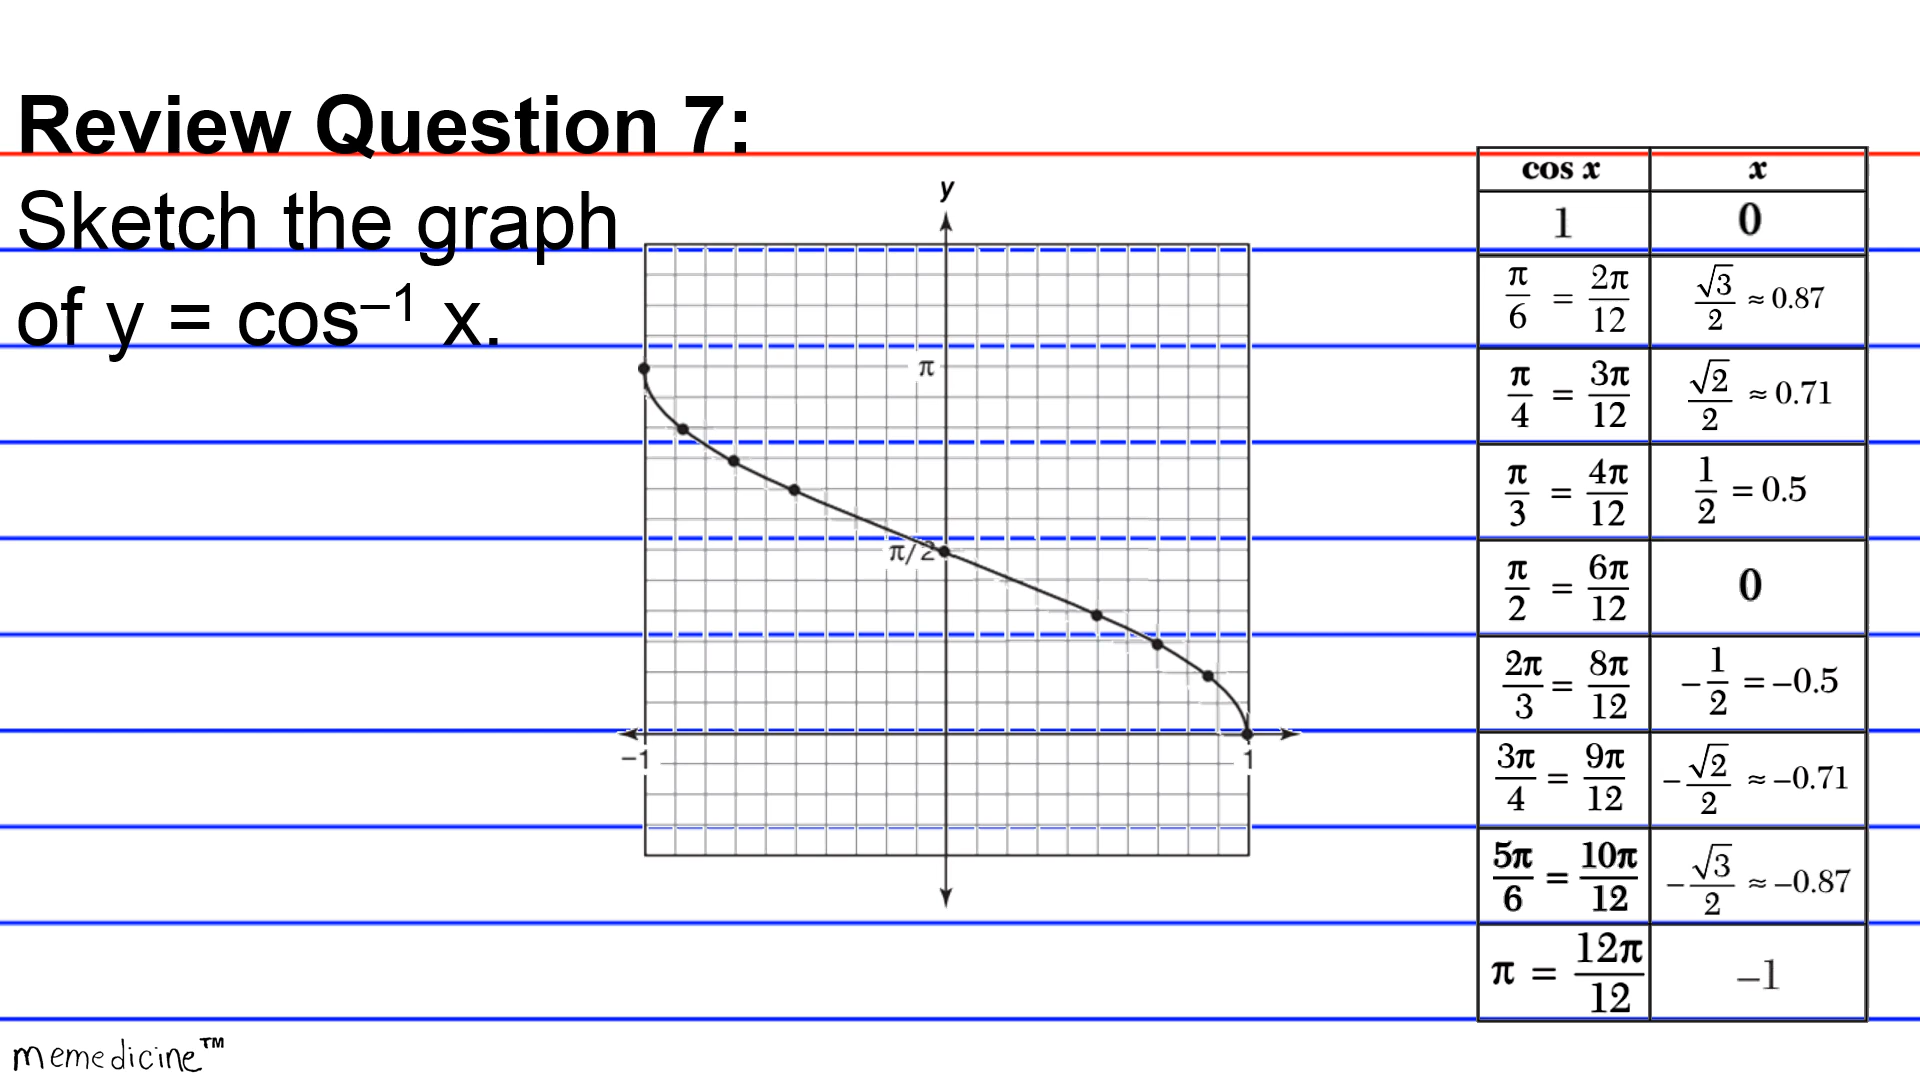 Review Question 7:
Sketch the graph
of y = cos⁻¹ x.
y
π
π/2
−1
1
cos x x
1 0
π/6 = 2π/12 √3/2 ≈ 0.87
π/4 = 3π/12 √2/2 ≈ 0.71
π/3 = 4π/12 1/2 = 0.5
π/2 = 6π/12 0
2π/3 = 8π/12 −1/2 = −0.5
3π/4 = 9π/12 −√2/2 ≈ −0.71
5π/6 = 10π/12 −√3/2 ≈ −0.87
π = 12π/12 −1
memedicine™